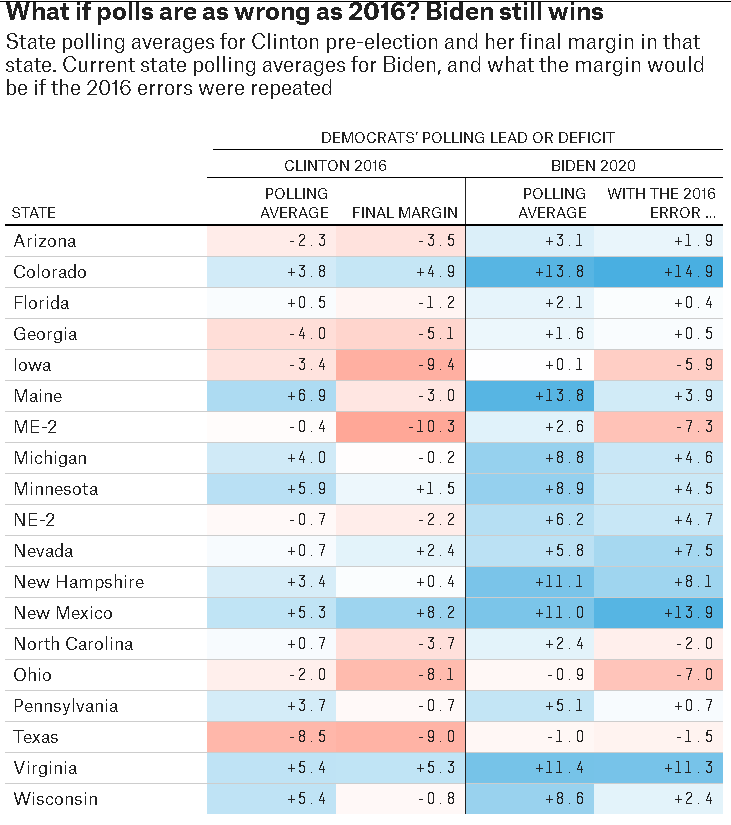 What if polls are as wrong as 2016? Biden still wins
State polling averages for Clinton pre-election and her final margin in that
state. Current state polling averages for Biden, and what the margin would
be if the 2016 errors were repeated
DEMOCRATS' POLLING LEAD OR DEFICIT
CLINTON 2016 BIDEN 2020
POLLING POLLING WITH THE 2016
STATE AVERAGE FINAL MARGIN AVERAGE ERROR ...
Arizona -2.3 -3.5 +3.1 +1.9
Colorado +3.8 +4.9 +13.8 +14.9
Florida +0.5 -1.2 +2.1 +0.4
Georgia -4.0 -5.1 +1.6 +0.5
Iowa -3.4 -9.4 +0.1 -5.9
Maine +6.9 -3.0 +13.8 +3.9
ME-2 -0.4 -10.3 +2.6 -7.3
Michigan +4.0 -0.2 +8.8 +4.6
Minnesota +5.9 +1.5 +8.9 +4.5
NE-2 -0.7 -2.2 +6.2 +4.7
Nevada +0.7 +2.4 +5.8 +7.5
New Hampshire +3.4 +0.4 +11.1 +8.1
New Mexico +5.3 +8.2 +11.0 +13.9
North Carolina +0.7 -3.7 +2.4 -2.0
Ohio -2.0 -8.1 -0.9 -7.0
Pennsylvania +3.7 -0.7 +5.1 +0.7
Texas -8.5 -9.0 -1.0 -1.5
Virginia +5.4 +5.3 +11.4 +11.3
Wisconsin +5.4 -0.8 +8.6 +2.4